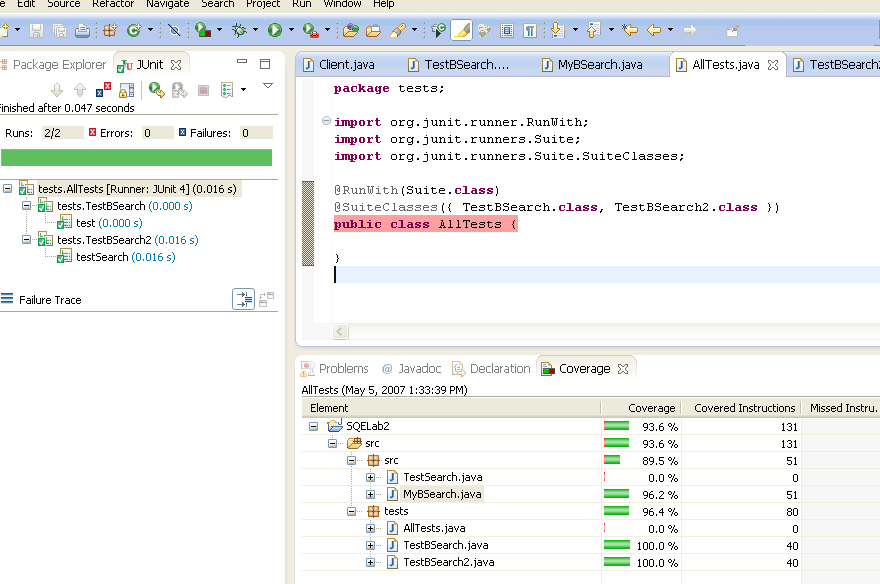 Edit Source Refactor Navigate Search Project Run Window Help
Package Explorer JUnit
Finished after 0.047 seconds
Runs: 2/2 Errors: 0 Failures: 0
tests.AllTests [Runner: JUnit 4] (0.016 s)
tests.TestBSearch (0.000 s)
test (0.000 s)
tests.TestBSearch2 (0.016 s)
testSearch (0.016 s)
Failure Trace
Client.java TestBSearch.... MyBSearch.java AllTests.java TestBSearch2
package tests;
import org.junit.runner.RunWith;
import org.junit.runners.Suite;
import org.junit.runners.Suite.SuiteClasses;
@RunWith(Suite.class)
@SuiteClasses({ TestBSearch.class, TestBSearch2.class })
public class AllTests {
}
Problems @ Javadoc Declaration Coverage
AllTests (May 5, 2007 1:33:39 PM)
Element Coverage Covered Instructions Missed Instru.
SQELab2 93.6 % 131
src 93.6 % 131
src 89.5 % 51
TestSearch.java 0.0 % 0
MyBSearch.java 96.2 % 51
tests 96.4 % 80
AllTests.java 0.0 % 0
TestBSearch.java 100.0 % 40
TestBSearch2.java 100.0 % 40